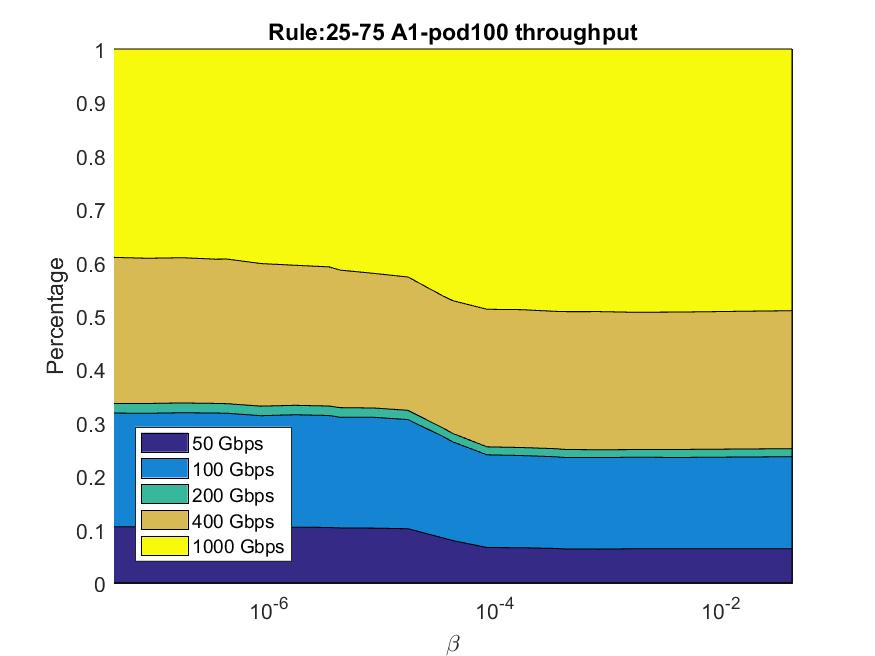 Rule:25-75 A1-pod100 throughput
1
0.9
0.8
0.7
0.6
0.5
0.4
0.3
0.2
0.1
0
Percentage
50 Gbps
100 Gbps
200 Gbps
400 Gbps
1000 Gbps
10^-6 10^-4 10^-2
β